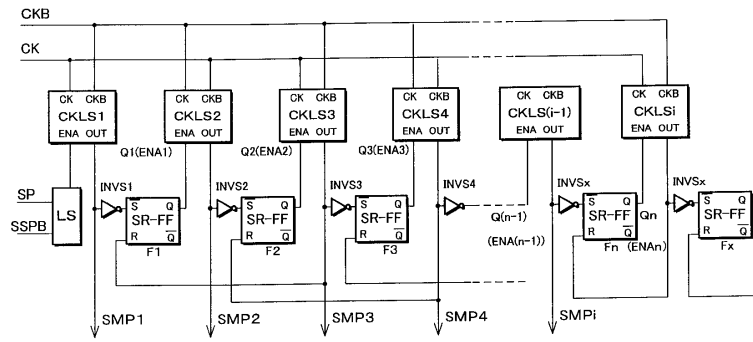 CKB
CK
CK CKB
CKLS1
ENA OUT
CK CKB
CKLS2
ENA OUT
CK CKB
CKLS3
ENA OUT
CK CKB
CKLS4
ENA OUT
CK CKB
CKLS(i-1)
ENA OUT
CK CKB
CKLSi
ENA OUT
Q1(ENA1)
Q2(ENA2)
Q3(ENA3)
SP
SSPB
LS
INVS1
S Q
SR-FF
R Q̅
F1
INVS2
S Q
SR-FF
R Q̅
F2
INVS3
S Q
SR-FF
R Q̅
F3
INVS4
Q(n-1)
(ENA(n-1))
INVSx
S Q
SR-FF
R Q̅
Fn (ENAn)
Qn
INVSx
S Q
SR-FF
R Q̅
Fx
SMP1
SMP2
SMP3
SMP4
SMPi